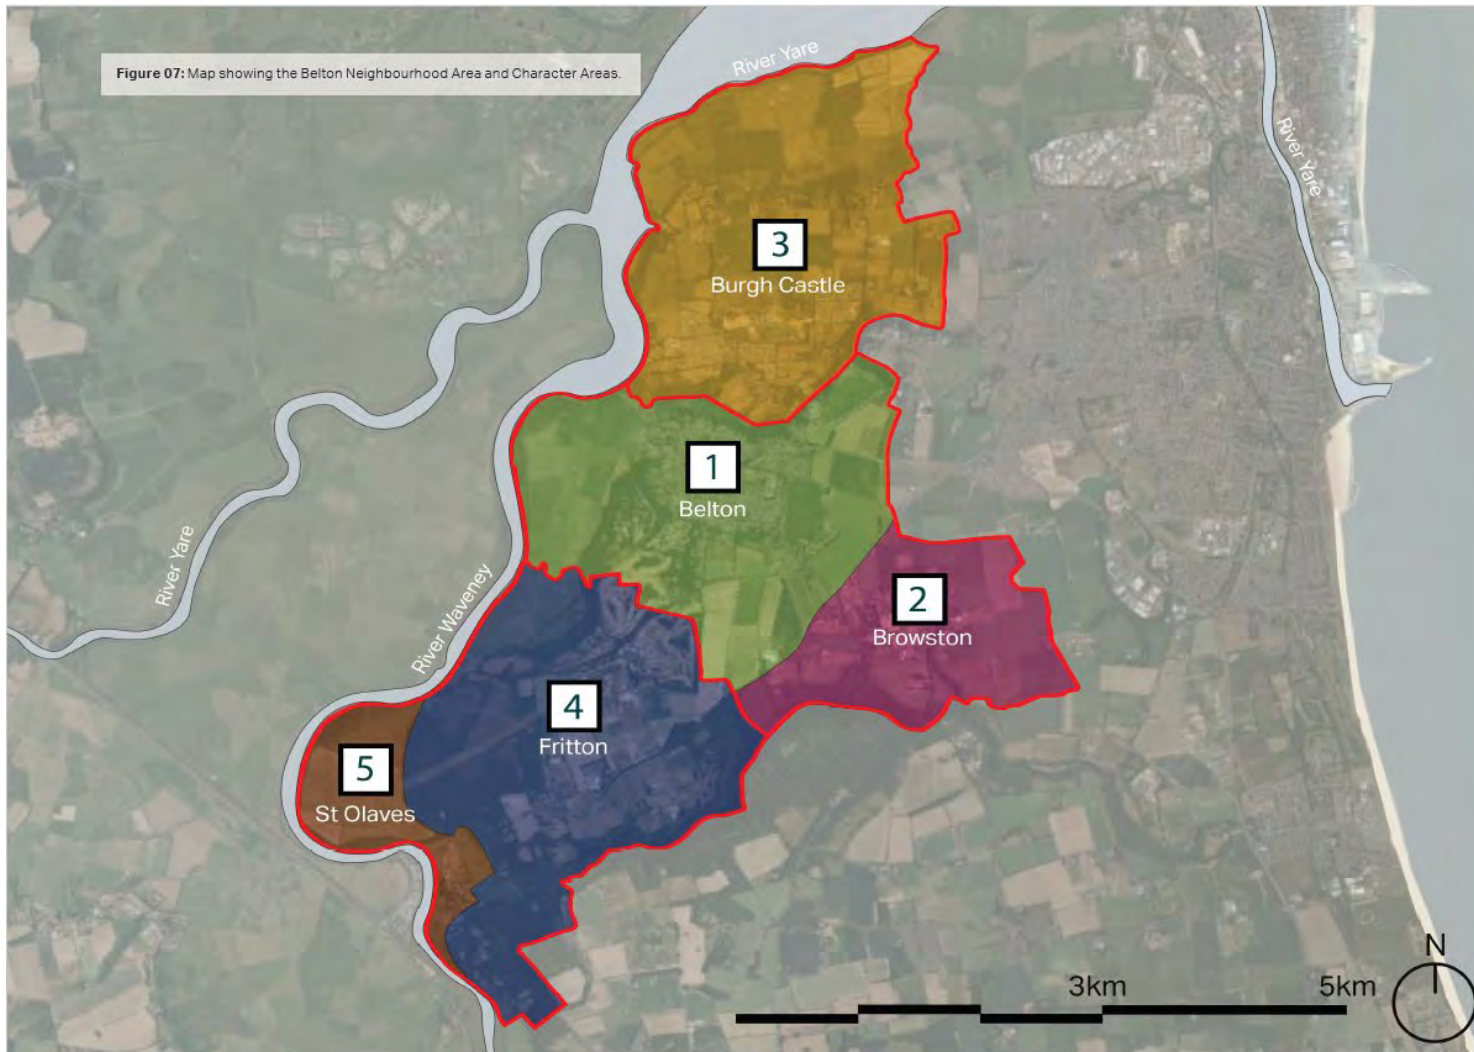 Figure 07: Map showing the Belton Neighbourhood Area and Character Areas.
River Yare
River Yare
3
Burgh Castle
1
Belton
River Yare
River Waveney
2
Browston
4
Fritton
5
St Olaves
N
3km
5km